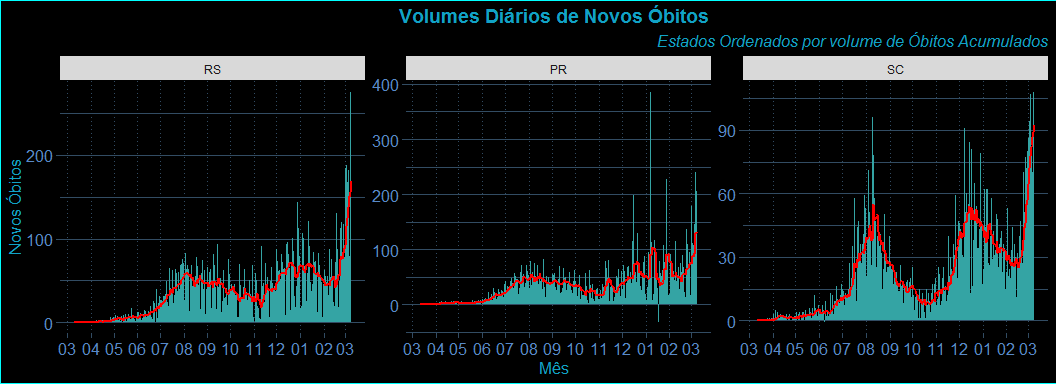 Volumes Diários de Novos Óbitos
Estados Ordenados por volume de Óbitos Acumulados
RS
PR
SC
Novos Óbitos
200
100
0
400
300
200
100
0
90
60
30
0
03 04 05 06 07 08 09 10 11 12 01 02 03
03 04 05 06 07 08 09 10 11 12 01 02 03
03 04 05 06 07 08 09 10 11 12 01 02 03
Mês